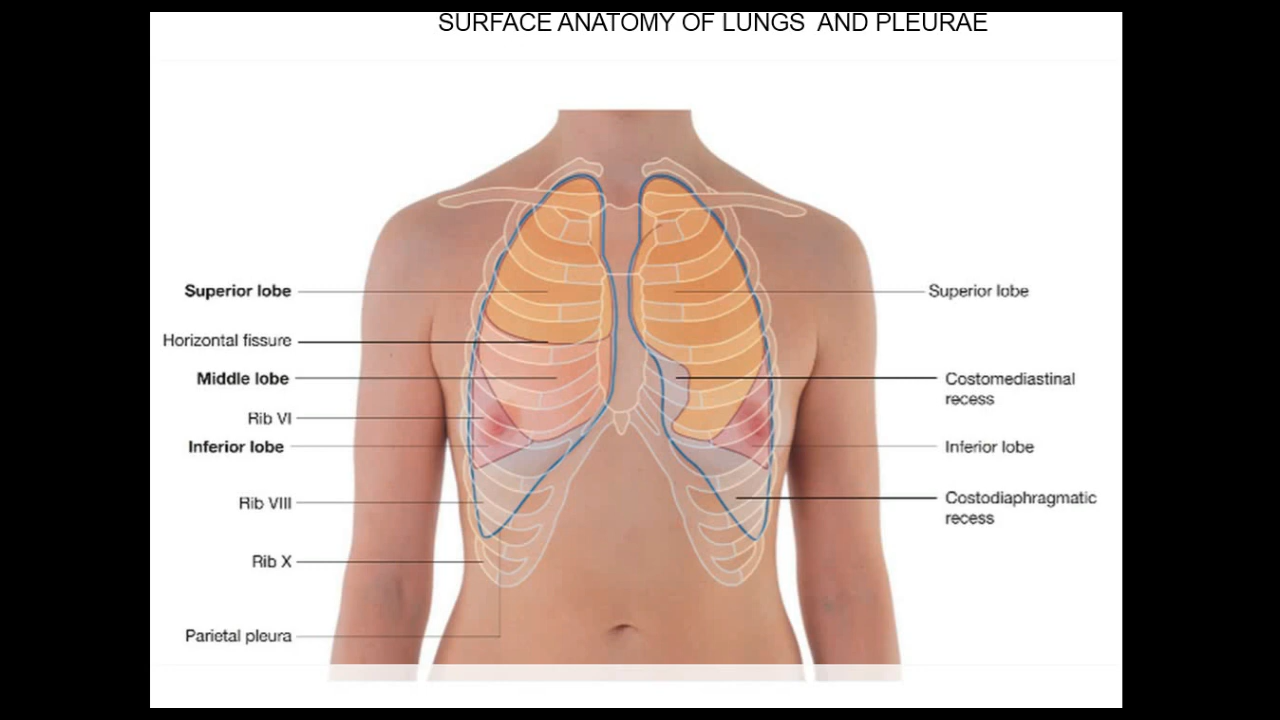 SURFACE ANATOMY OF LUNGS AND PLEURAE
Superior lobe
Horizontal fissure
Middle lobe
Rib VI
Inferior lobe
Rib VIII
Rib X
Parietal pleura
Superior lobe
Costomediastinal
recess
Inferior lobe
Costodiaphragmatic
recess